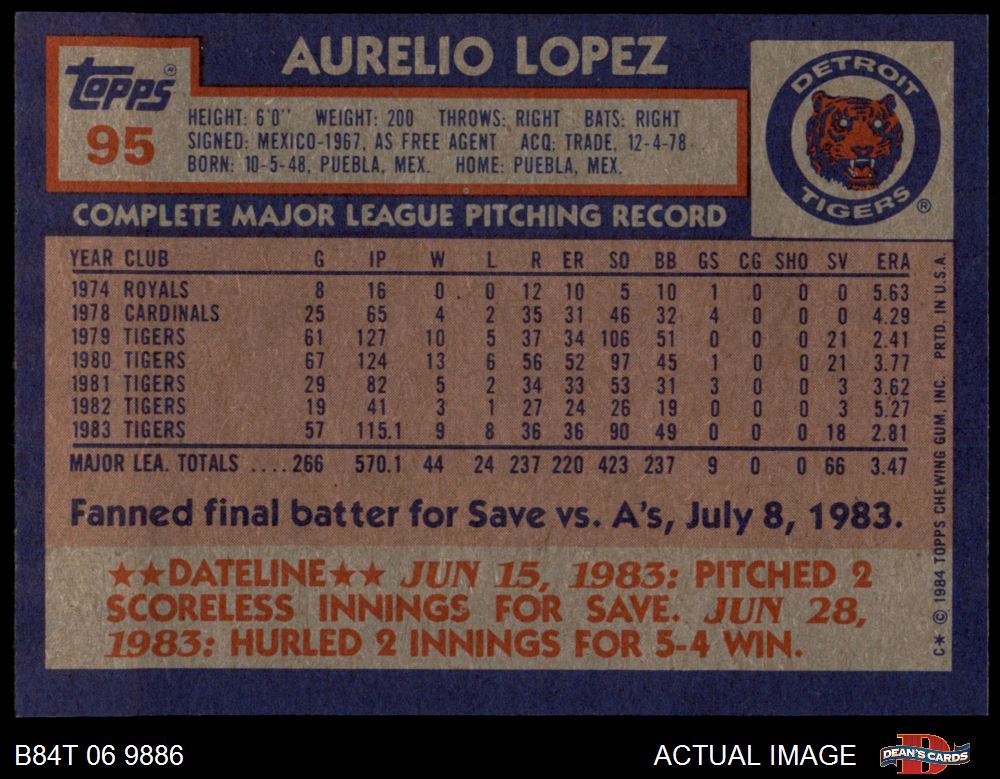 AURELIO LOPEZ
Topps®
95
HEIGHT: 6'0" WEIGHT: 200 THROWS: RIGHT BATS: RIGHT
SIGNED: MEXICO-1967, AS FREE AGENT ACQ: TRADE, 12-4-78
BORN: 10-5-48, PUEBLA, MEX. HOME: PUEBLA, MEX.
DETROIT
TIGERS ®
COMPLETE MAJOR LEAGUE PITCHING RECORD
YEAR CLUB G IP W L R ER SO BB GS CG SHO SV ERA
1974 ROYALS 8 16 0 0 12 10 5 10 1 0 0 0 5.63
1978 CARDINALS 25 65 4 2 35 31 46 32 4 0 0 0 4.29
1979 TIGERS 61 127 10 5 37 34 106 51 0 0 0 21 2.41
1980 TIGERS 67 124 13 6 56 52 97 45 1 0 0 21 3.77
1981 TIGERS 29 82 5 2 34 33 53 31 3 0 0 3 3.62
1982 TIGERS 19 41 3 1 27 24 26 19 0 0 0 3 5.27
1983 TIGERS 57 115.1 9 8 36 36 90 49 0 0 0 18 2.81
MAJOR LEA. TOTALS ....266 570.1 44 24 237 220 423 237 9 0 0 66 3.47
Fanned final batter for Save vs. A's, July 8, 1983.
★★DATELINE★★ JUN 15, 1983: PITCHED 2
SCORELESS INNINGS FOR SAVE. JUN 28,
1983: HURLED 2 INNINGS FOR 5-4 WIN.
C* © 1984 TOPPS CHEWING GUM, INC. PRTD. IN U.S.A.
B84T 06 9886
ACTUAL IMAGE
DEAN'S CARDS